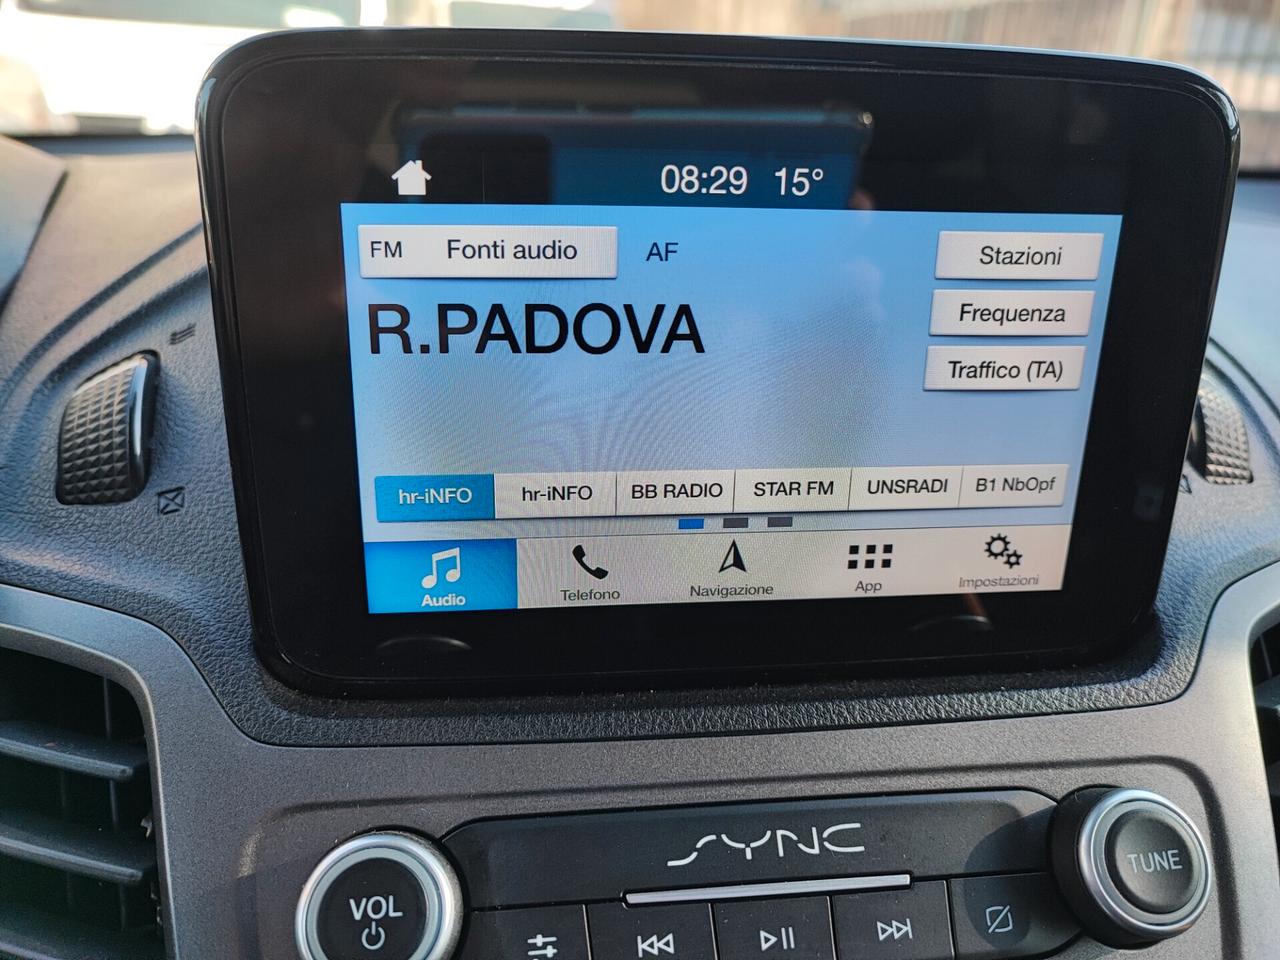 08:29 15°
FM Fonti audio AF Stazioni
R.PADOVA
Frequenza
Traffico (TA)
hr-iNFO hr-iNFO BB RADIO STAR FM UNSRADI B1 NbOpf
Audio Telefono Navigazione App Impostazioni
SYNC
VOL
TUNE